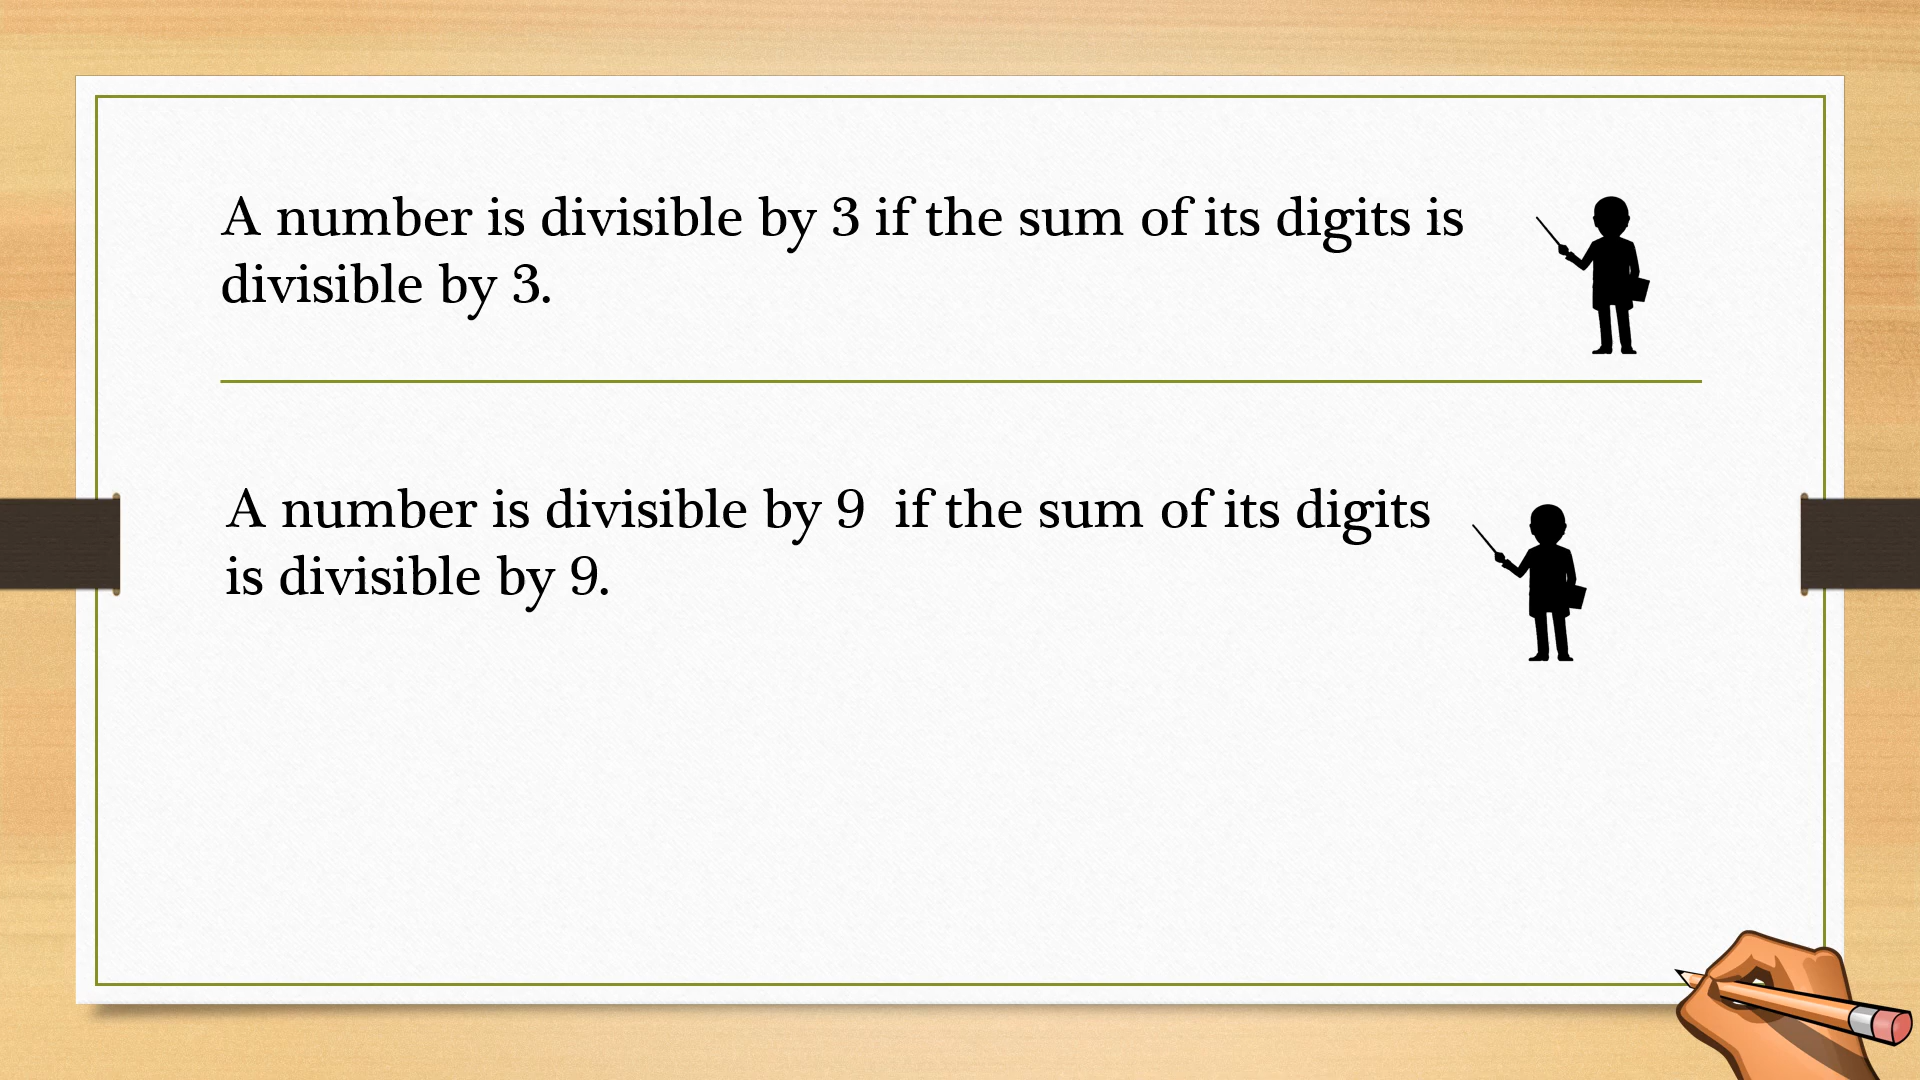 A number is divisible by 3 if the sum of its digits is
divisible by 3.
A number is divisible by 9  if the sum of its digits
is divisible by 9.